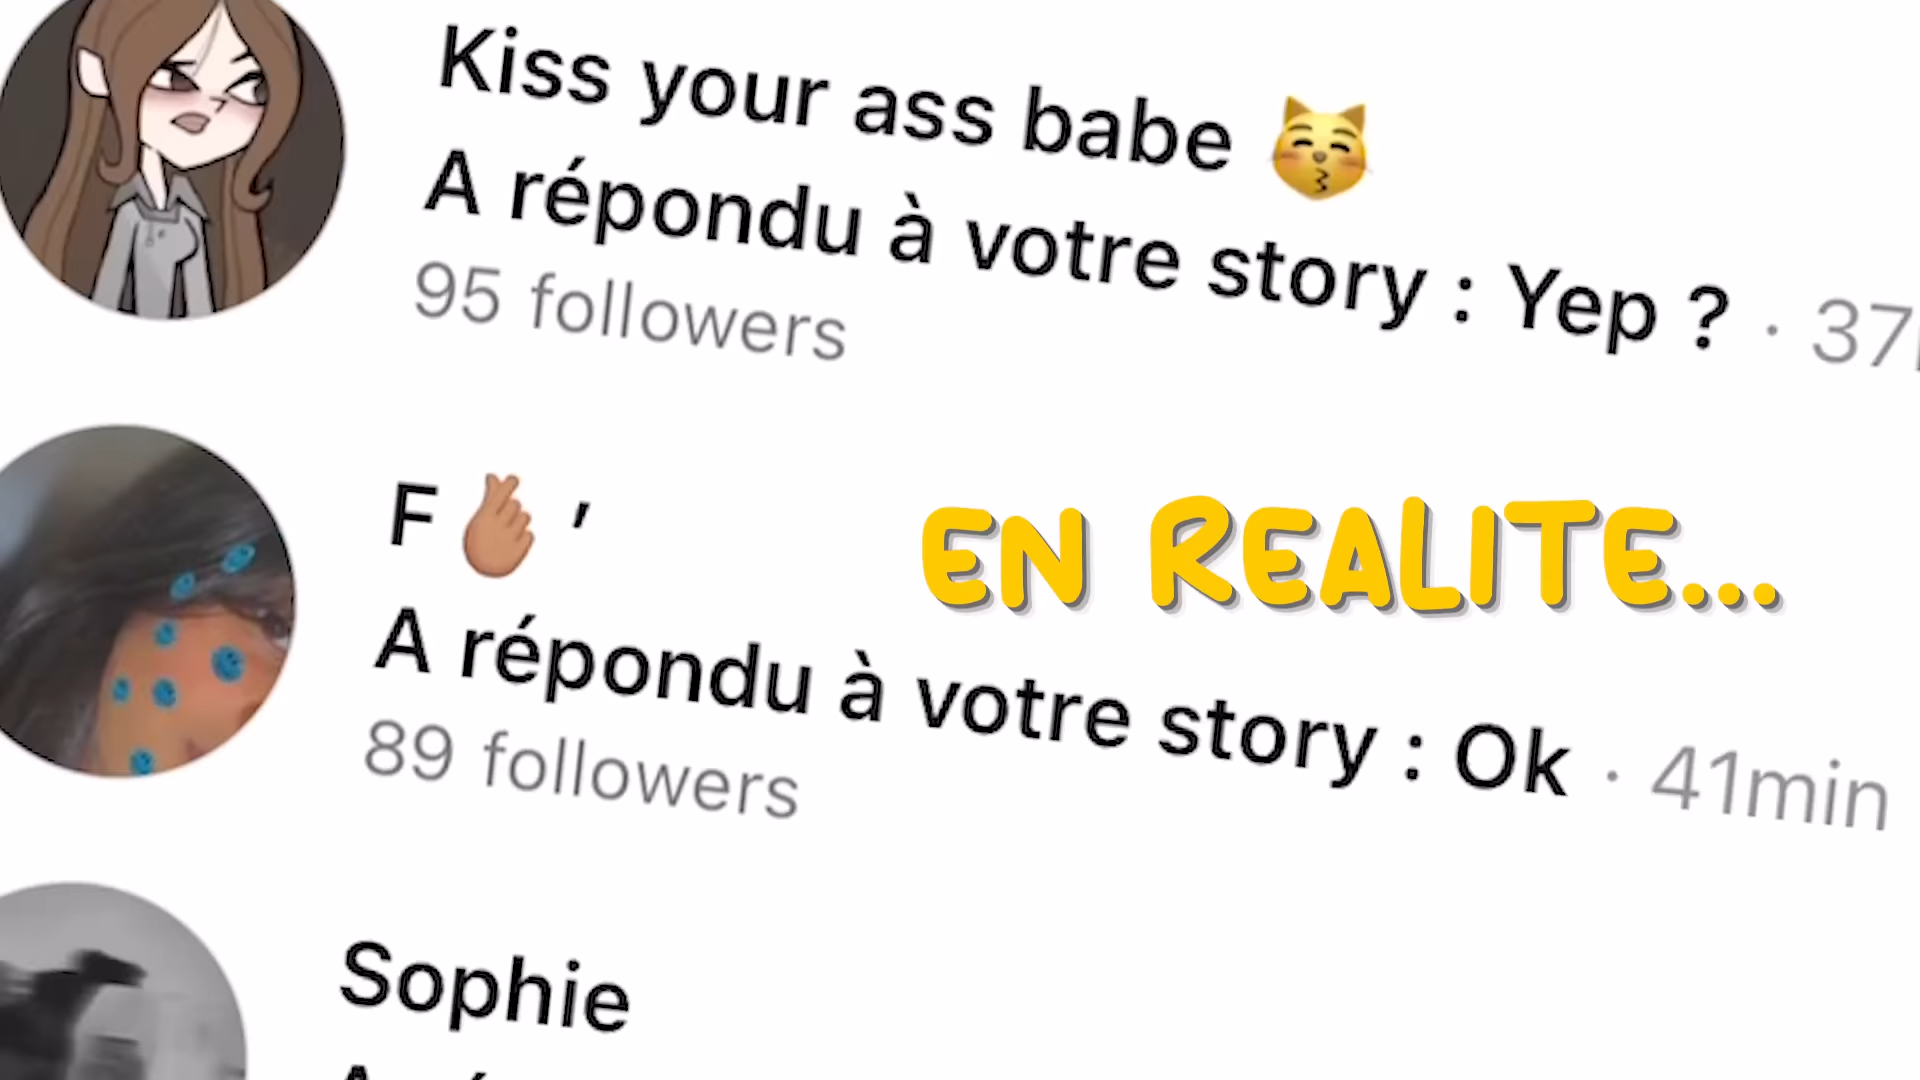 Kiss your ass babe 😽
A répondu à votre story : Yep ? · 37
95 followers
F🫰🏽 ’
EN REALITE...
A répondu à votre story : Ok · 41min
89 followers
Sophie